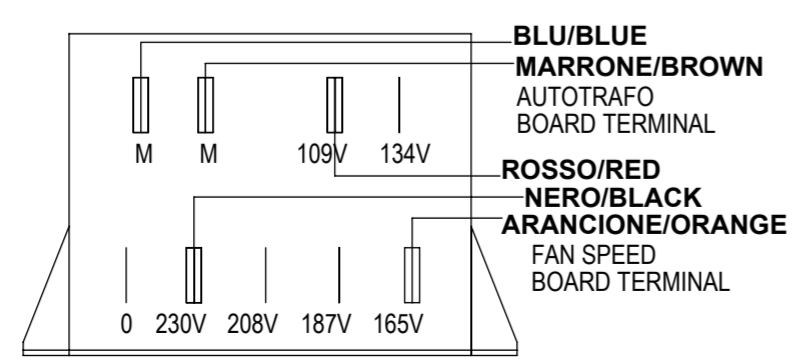 BLU/BLUE
MARRONE/BROWN
AUTOTRAFO
BOARD TERMINAL
M M 109V 134V
ROSSO/RED
NERO/BLACK
ARANCIONE/ORANGE
FAN SPEED
BOARD TERMINAL
0 230V 208V 187V 165V